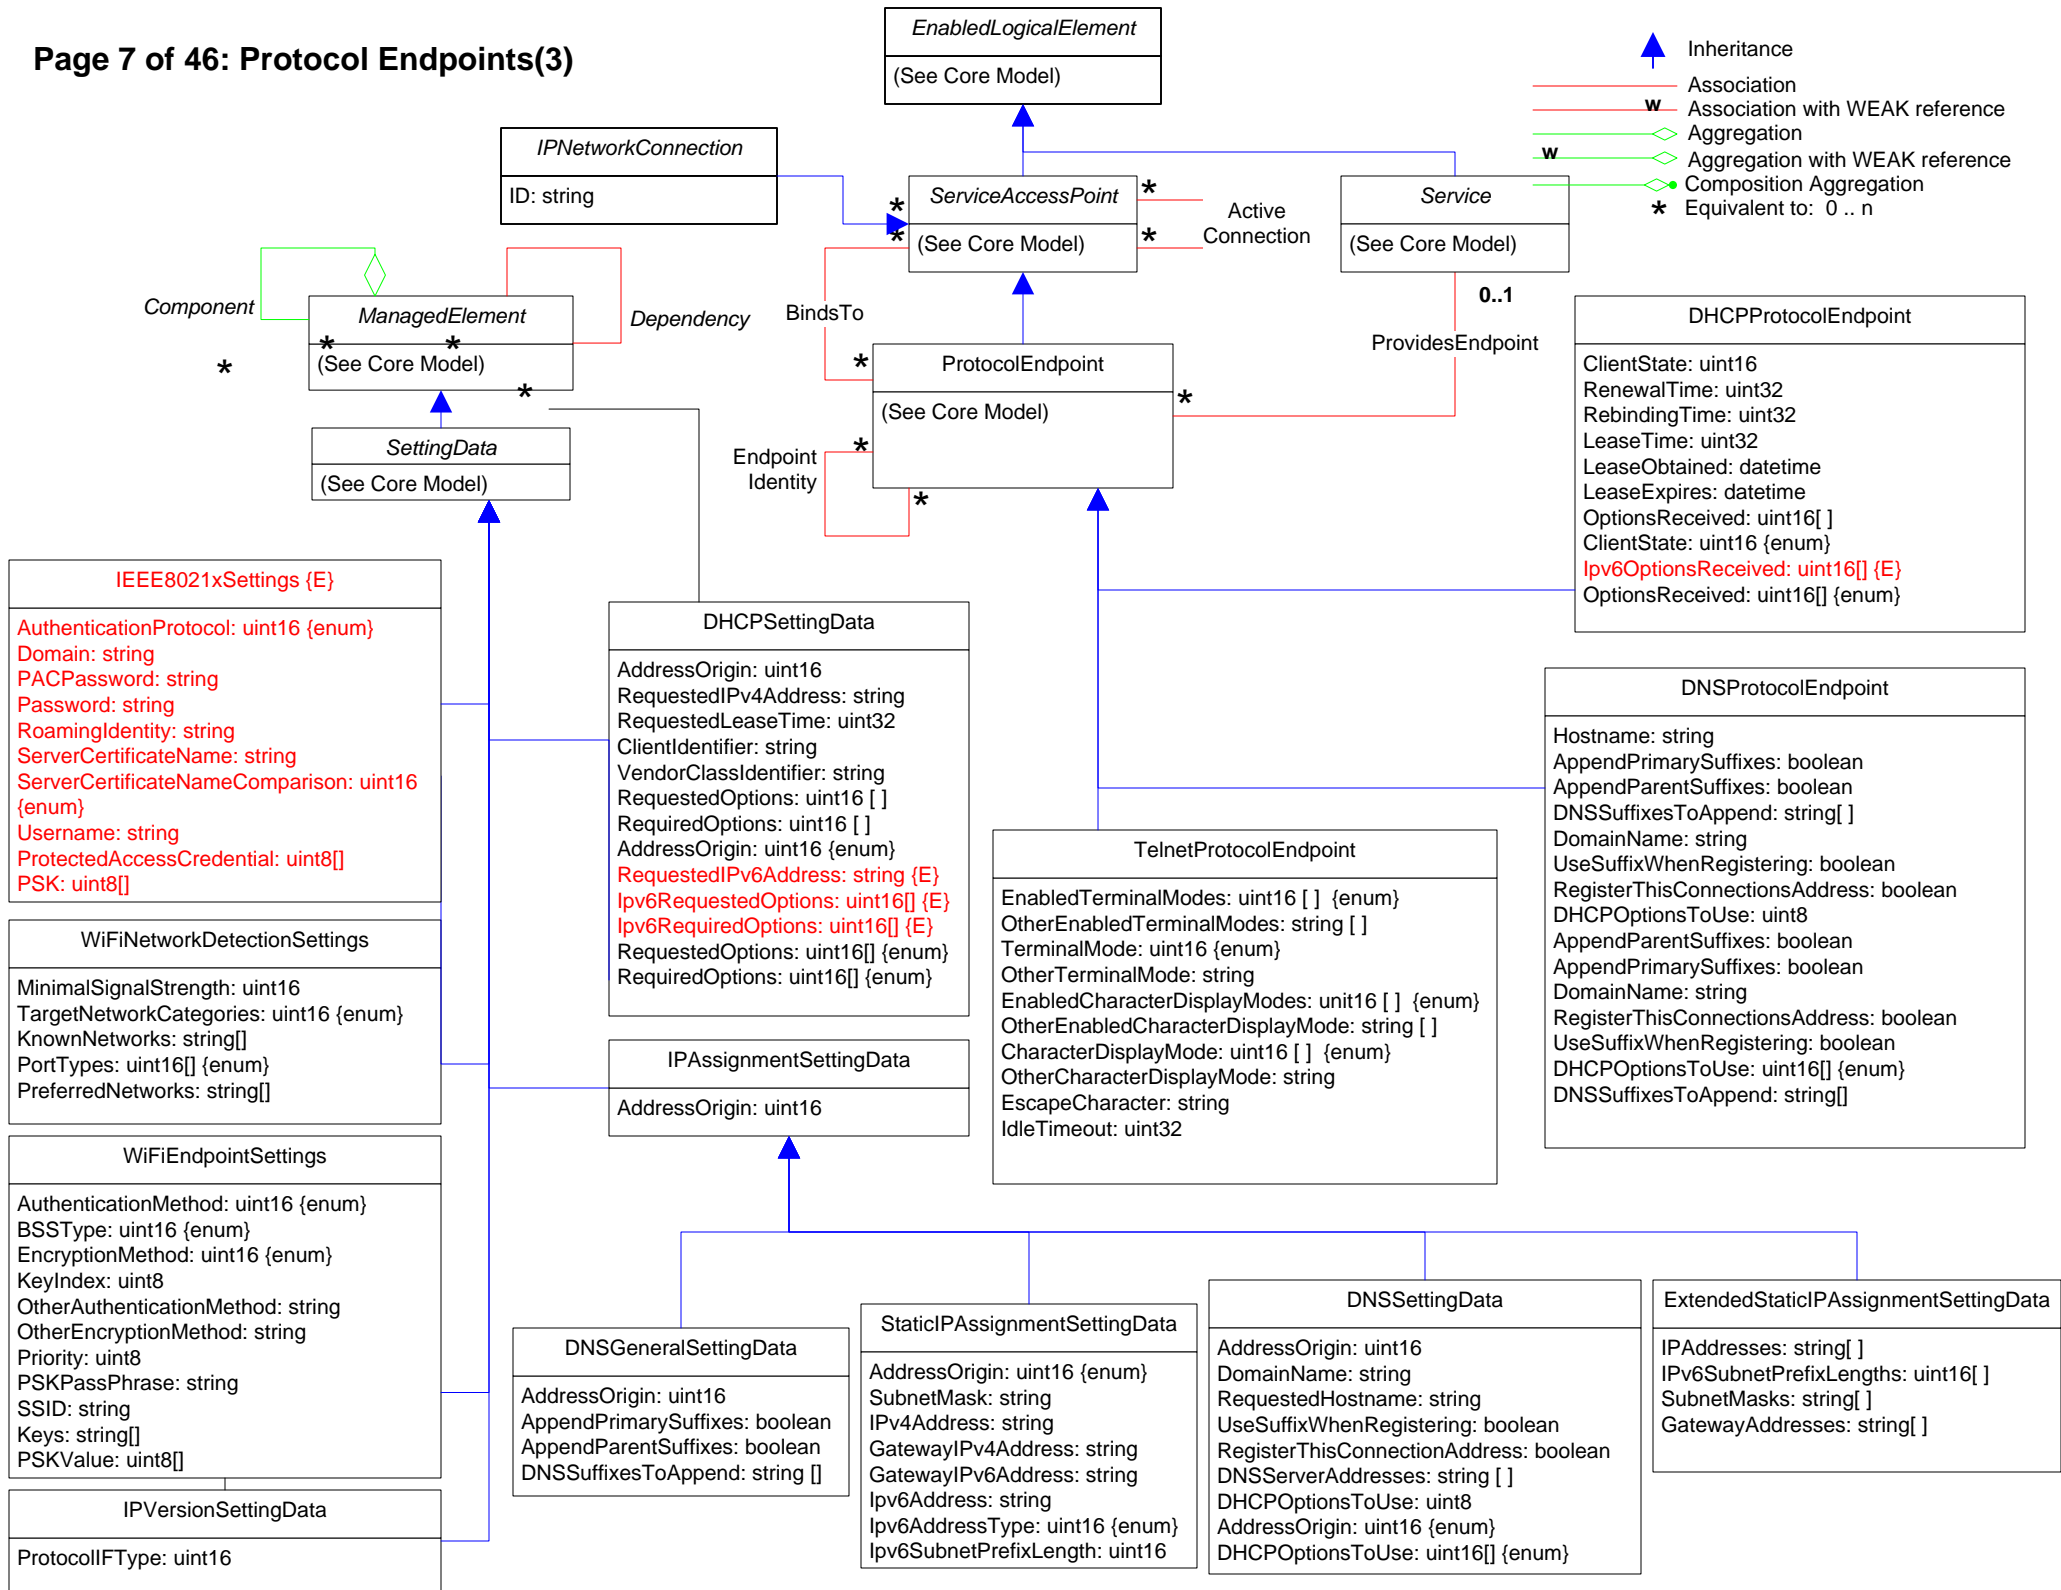 Page 7 of 46: Protocol Endpoints(3)
EnabledLogicalElement
(See Core Model)
Inheritance
Association
w
Association with WEAK reference
Aggregation
w
Aggregation with WEAK reference
Composition Aggregation
* Equivalent to: 0 .. n
IPNetworkConnection
ID: string
*
*
ServiceAccessPoint
(See Core Model)
*
*
Active
Connection
Service
(See Core Model)
0..1
ProvidesEndpoint
*
Component
*
ManagedElement
*
*
(See Core Model)
*
Dependency
BindsTo
*
ProtocolEndpoint
(See Core Model)
Endpoint
Identity
*
*
SettingData
(See Core Model)
DHCPProtocolEndpoint
ClientState: uint16
RenewalTime: uint32
RebindingTime: uint32
LeaseTime: uint32
LeaseObtained: datetime
LeaseExpires: datetime
OptionsReceived: uint16[ ]
ClientState: uint16 {enum}
Ipv6OptionsReceived: uint16[] {E}
OptionsReceived: uint16[] {enum}
IEEE8021xSettings {E}
AuthenticationProtocol: uint16 {enum}
Domain: string
PACPassword: string
Password: string
RoamingIdentity: string
ServerCertificateName: string
ServerCertificateNameComparison: uint16
{enum}
Username: string
ProtectedAccessCredential: uint8[]
PSK: uint8[]
DHCPSettingData
AddressOrigin: uint16
RequestedIPv4Address: string
RequestedLeaseTime: uint32
ClientIdentifier: string
VendorClassIdentifier: string
RequestedOptions: uint16 [ ]
RequiredOptions: uint16 [ ]
AddressOrigin: uint16 {enum}
RequestedIPv6Address: string {E}
Ipv6RequestedOptions: uint16[] {E}
Ipv6RequiredOptions: uint16[] {E}
RequestedOptions: uint16[] {enum}
RequiredOptions: uint16[] {enum}
DNSProtocolEndpoint
Hostname: string
AppendPrimarySuffixes: boolean
AppendParentSuffixes: boolean
DNSSuffixesToAppend: string[ ]
DomainName: string
UseSuffixWhenRegistering: boolean
RegisterThisConnectionsAddress: boolean
DHCPOptionsToUse: uint8
AppendParentSuffixes: boolean
AppendPrimarySuffixes: boolean
DomainName: string
RegisterThisConnectionsAddress: boolean
UseSuffixWhenRegistering: boolean
DHCPOptionsToUse: uint16[] {enum}
DNSSuffixesToAppend: string[]
TelnetProtocolEndpoint
EnabledTerminalModes: uint16 [ ] {enum}
OtherEnabledTerminalModes: string [ ]
TerminalMode: uint16 {enum}
OtherTerminalMode: string
EnabledCharacterDisplayModes: unit16 [ ] {enum}
OtherEnabledCharacterDisplayMode: string [ ]
CharacterDisplayMode: uint16 [ ] {enum}
OtherCharacterDisplayMode: string
EscapeCharacter: string
IdleTimeout: uint32
WiFiNetworkDetectionSettings
MinimalSignalStrength: uint16
TargetNetworkCategories: uint16 {enum}
KnownNetworks: string[]
PortTypes: uint16[] {enum}
PreferredNetworks: string[]
IPAssignmentSettingData
AddressOrigin: uint16
WiFiEndpointSettings
AuthenticationMethod: uint16 {enum}
BSSType: uint16 {enum}
EncryptionMethod: uint16 {enum}
KeyIndex: uint8
OtherAuthenticationMethod: string
OtherEncryptionMethod: string
Priority: uint8
PSKPassPhrase: string
SSID: string
Keys: string[]
PSKValue: uint8[]
IPVersionSettingData
ProtocolIFType: uint16
DNSGeneralSettingData
AddressOrigin: uint16
AppendPrimarySuffixes: boolean
AppendParentSuffixes: boolean
DNSSuffixesToAppend: string []
StaticIPAssignmentSettingData
AddressOrigin: uint16 {enum}
SubnetMask: string
IPv4Address: string
GatewayIPv4Address: string
GatewayIPv6Address: string
Ipv6Address: string
Ipv6AddressType: uint16 {enum}
Ipv6SubnetPrefixLength: uint16
DNSSettingData
AddressOrigin: uint16
DomainName: string
RequestedHostname: string
UseSuffixWhenRegistering: boolean
RegisterThisConnectionAddress: boolean
DNSServerAddresses: string [ ]
DHCPOptionsToUse: uint8
AddressOrigin: uint16 {enum}
DHCPOptionsToUse: uint16[] {enum}
ExtendedStaticIPAssignmentSettingData
IPAddresses: string[ ]
IPv6SubnetPrefixLengths: uint16[ ]
SubnetMasks: string[ ]
GatewayAddresses: string[ ]